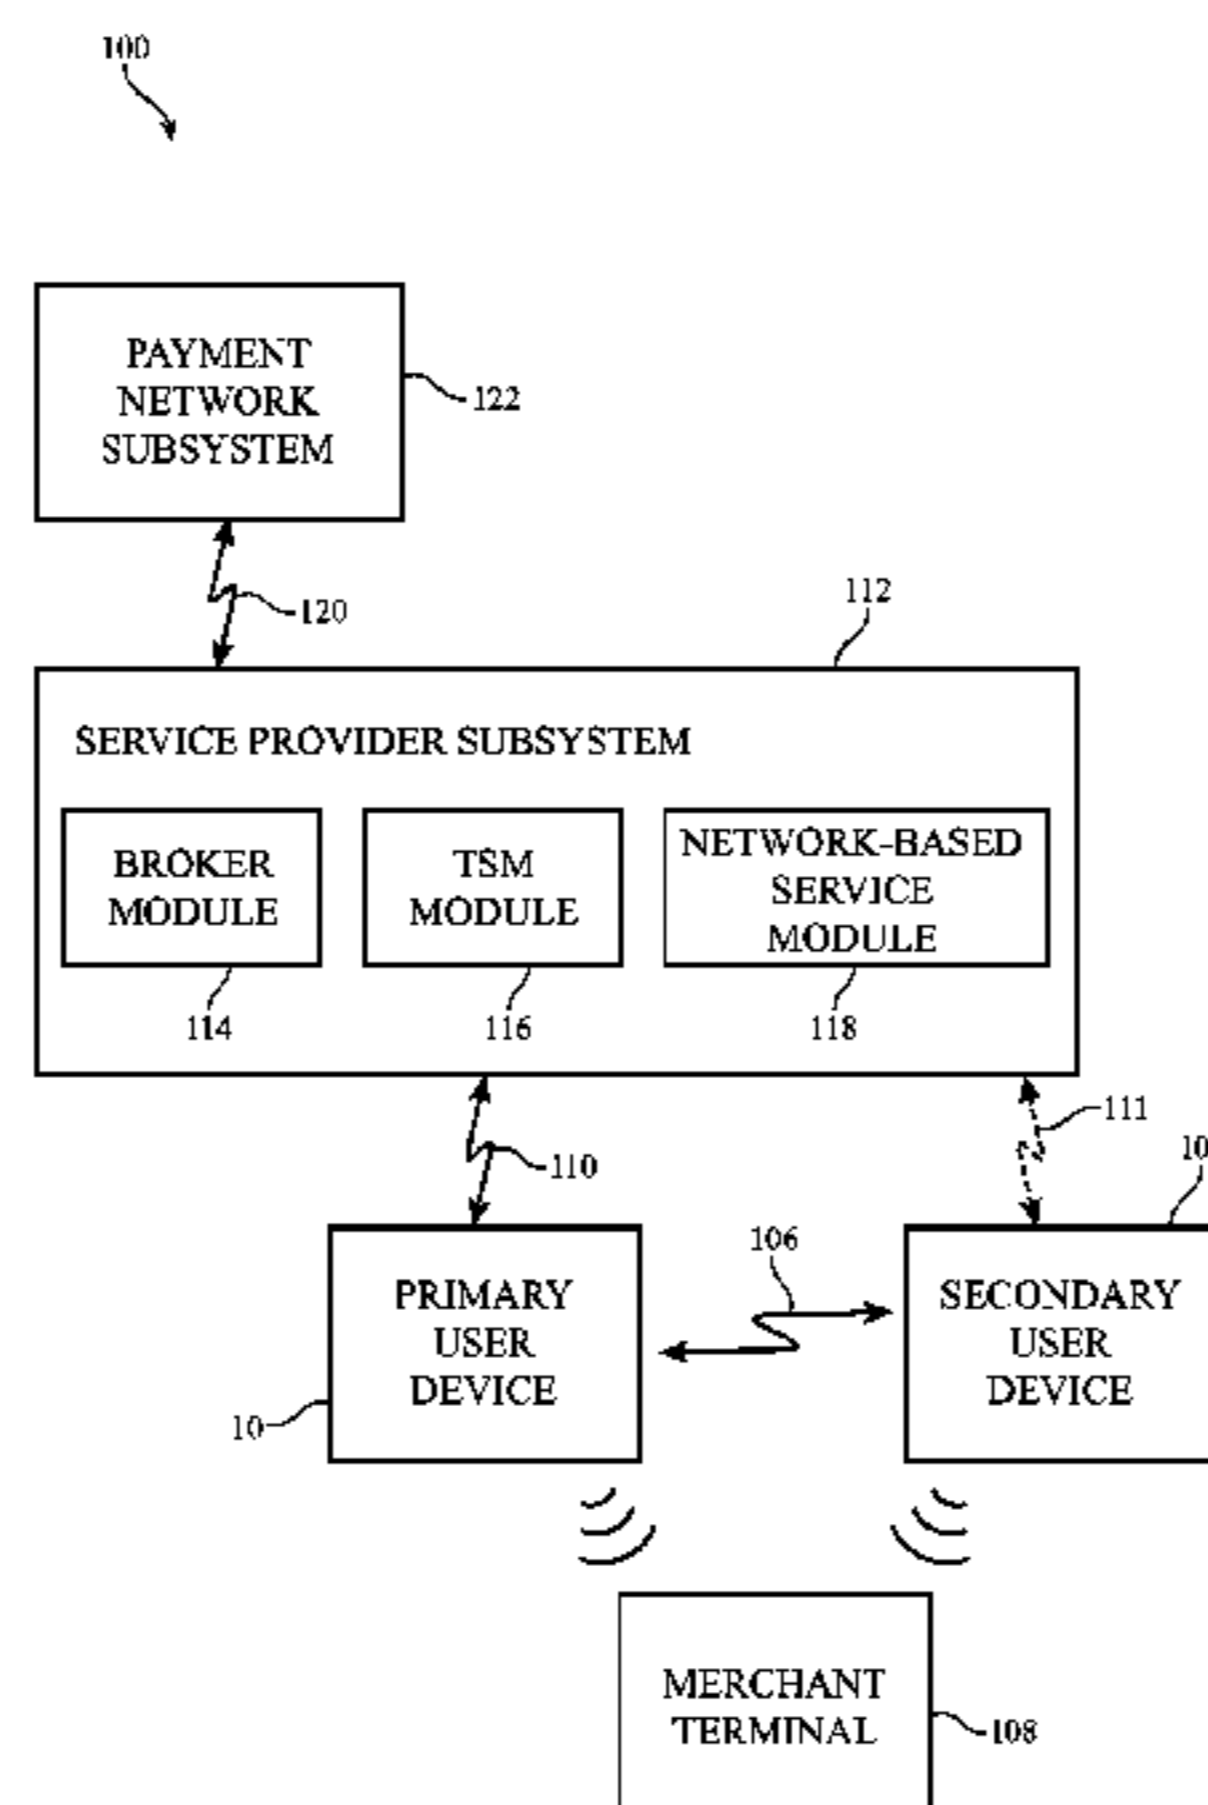 100
PAYMENT
NETWORK
SUBSYSTEM
122
120
112
SERVICE PROVIDER SUBSYSTEM
BROKER
MODULE
TSM
MODULE
NETWORK-BASED
SERVICE
MODULE
114
116
118
111
110
10
106
PRIMARY
USER
DEVICE
SECONDARY
USER
DEVICE
10
MERCHANT
TERMINAL
108